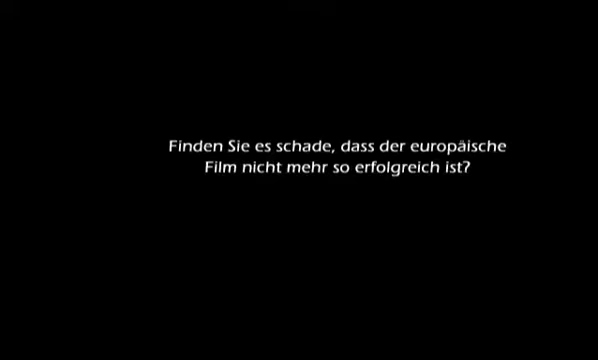 Finden Sie es schade, dass der europäische
Film nicht mehr so erfolgreich ist?